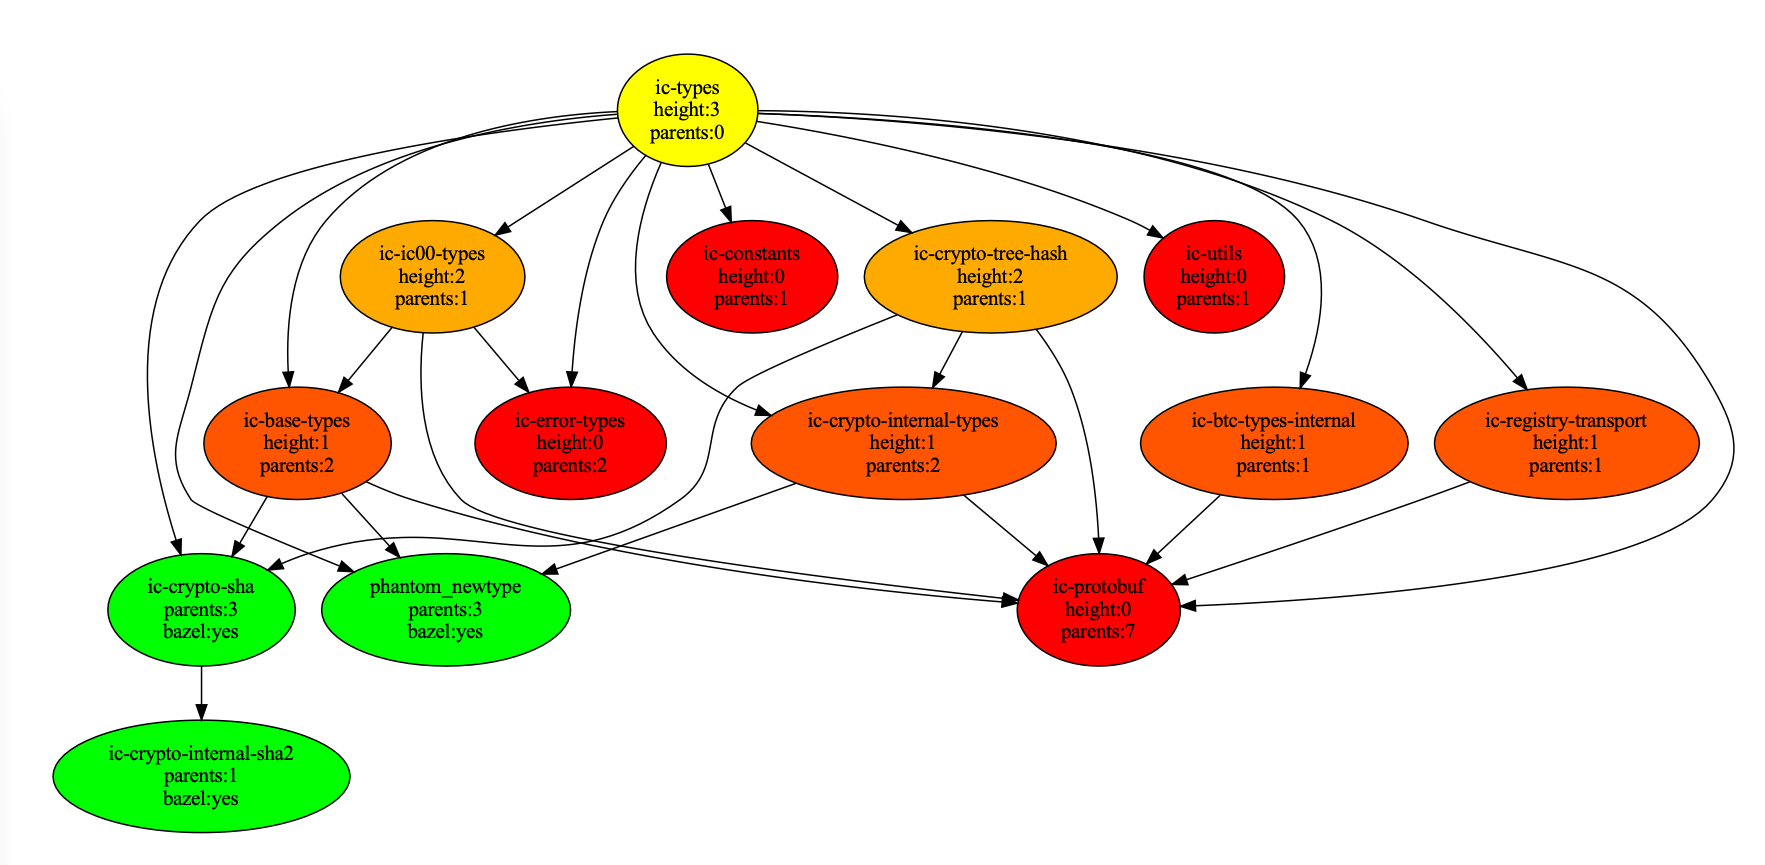 ic-types
height:3
parents:0
ic-ic00-types
height:2
parents:1
ic-constants
height:0
parents:1
ic-crypto-tree-hash
height:2
parents:1
ic-utils
height:0
parents:1
ic-base-types
height:1
parents:2
ic-error-types
height:0
parents:2
ic-crypto-internal-types
height:1
parents:2
ic-btc-types-internal
height:1
parents:1
ic-registry-transport
height:1
parents:1
ic-crypto-sha
parents:3
bazel:yes
phantom_newtype
parents:3
bazel:yes
ic-protobuf
height:0
parents:7
ic-crypto-internal-sha2
parents:1
bazel:yes